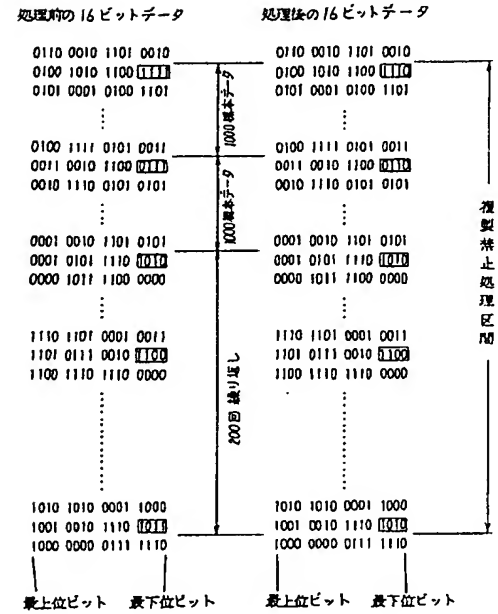 処理前の16ビットデータ
0110 0010 1101 0010
0100 1010 1100 1111
0101 0001 0100 1101
0100 1111 0101 0011
0011 0010 1100 0111
0010 1110 0101 0101
0001 0010 1101 0101
0001 0101 1110 1010
0000 1011 1100 0000
1110 1101 0001 0011
1101 0111 0010 1100
1100 1110 1110 0000
1010 1010 0001 1000
1001 0010 1110 1011
1000 0000 0111 1110
最上位ビット 最下位ビット
1000標本データ
1000標本データ
200回繰り返し
処理後の16ビットデータ
0110 0010 1101 0010
0100 1010 1100 1110
0101 0001 0100 1101
0100 1111 0101 0011
0011 0010 1100 0110
0010 1110 0101 0101
0001 0010 1101 0101
0001 0101 1110 1010
0000 1011 1100 0000
1110 1101 0001 0011
1101 0111 0010 1100
1100 1110 1110 0000
1010 1010 0001 1000
1001 0010 1110 1010
1000 0000 0111 1110
最上位ビット 最下位ビット
複製禁止処理区間